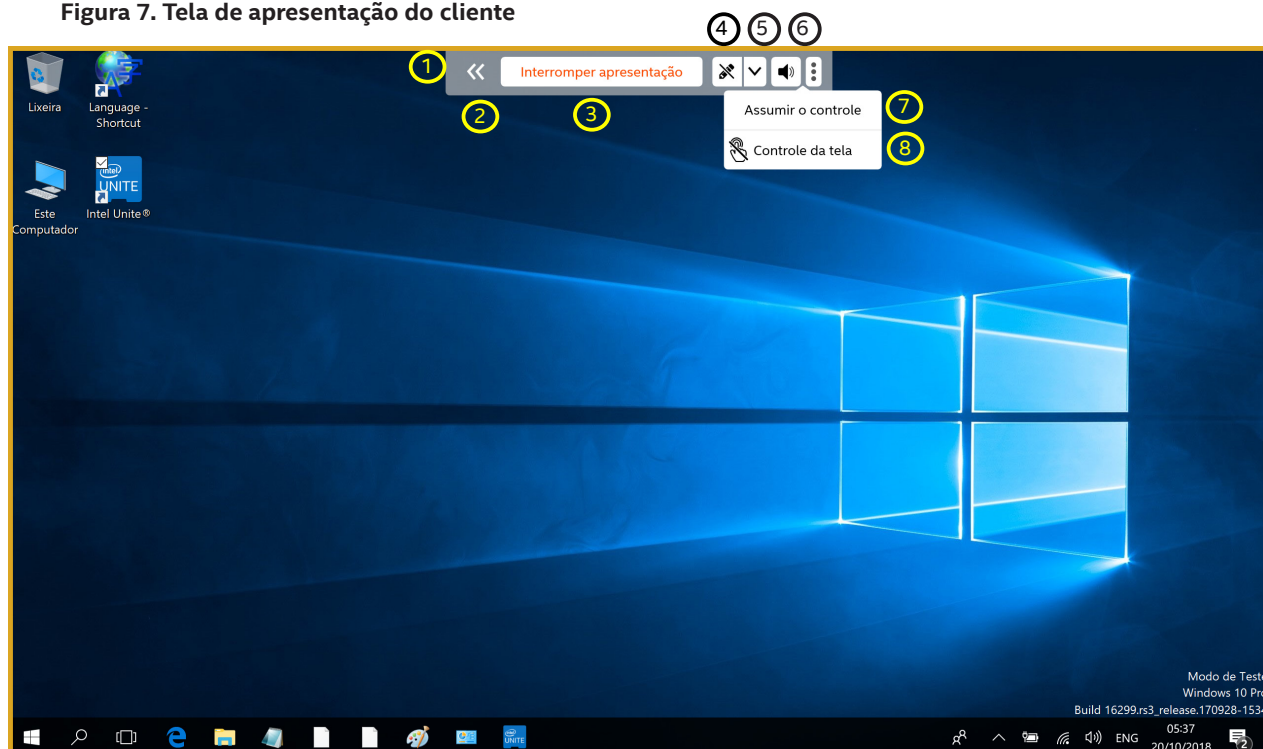 Figura 7. Tela de apresentação do cliente
4 5 6
1
Interromper apresentação
2
3
Assumir o controle
7
Controle da tela
8
Lixeira
Language -
Shortcut
intel
UNITE
Este
Computador
Intel Unite®
Modo de Teste
Windows 10 Pro
Build 16299.rs3_release.170928-1534
UNITE
ENG
05:37
20/10/2018
2